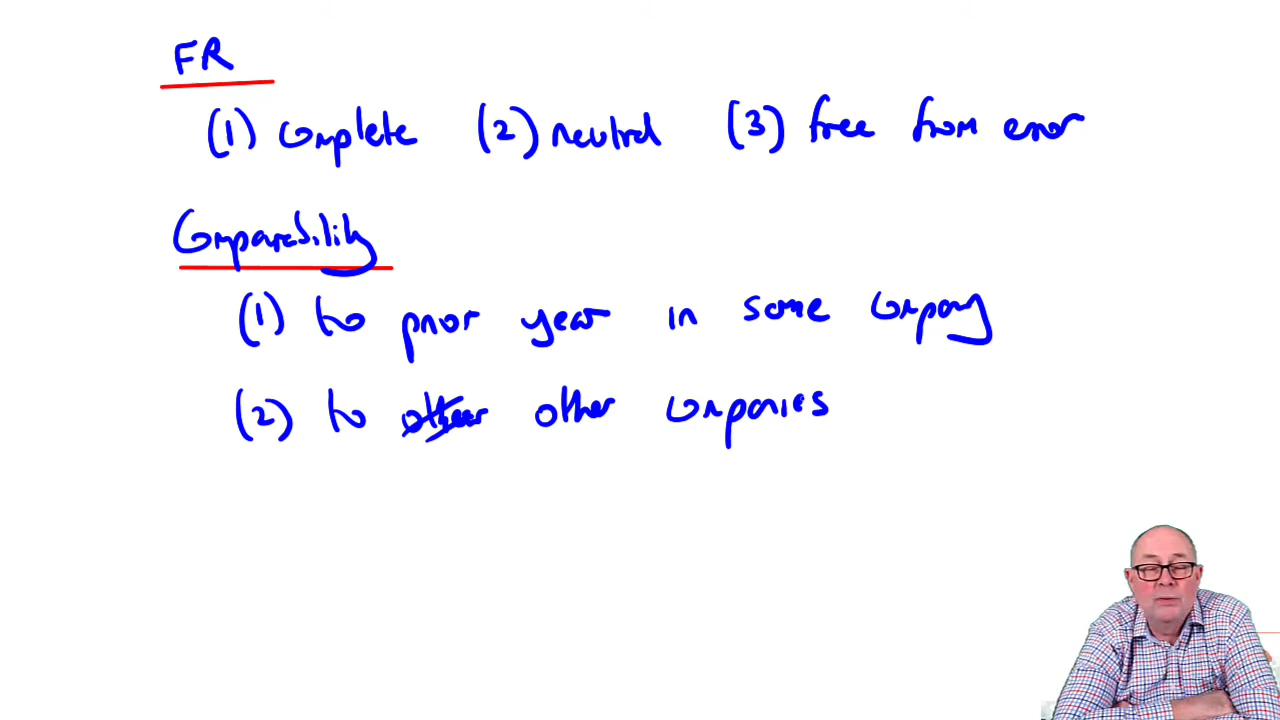 FR
(1) complete (2) neutral (3) free from error
Comparability
(1) to prior year in same company
(2) to other other companies